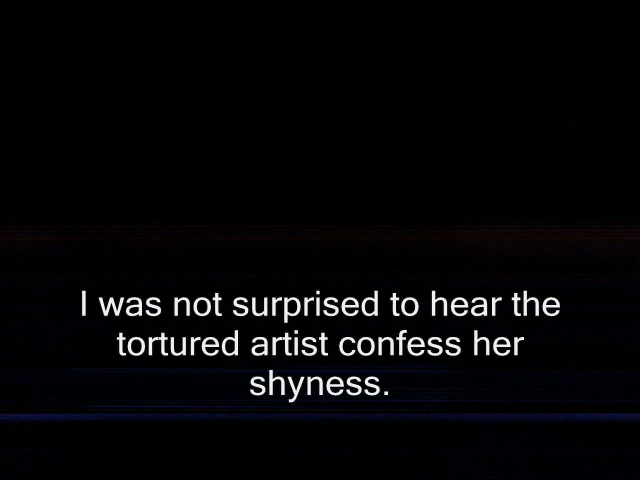 I was not surprised to hear the
tortured artist confess her
shyness.